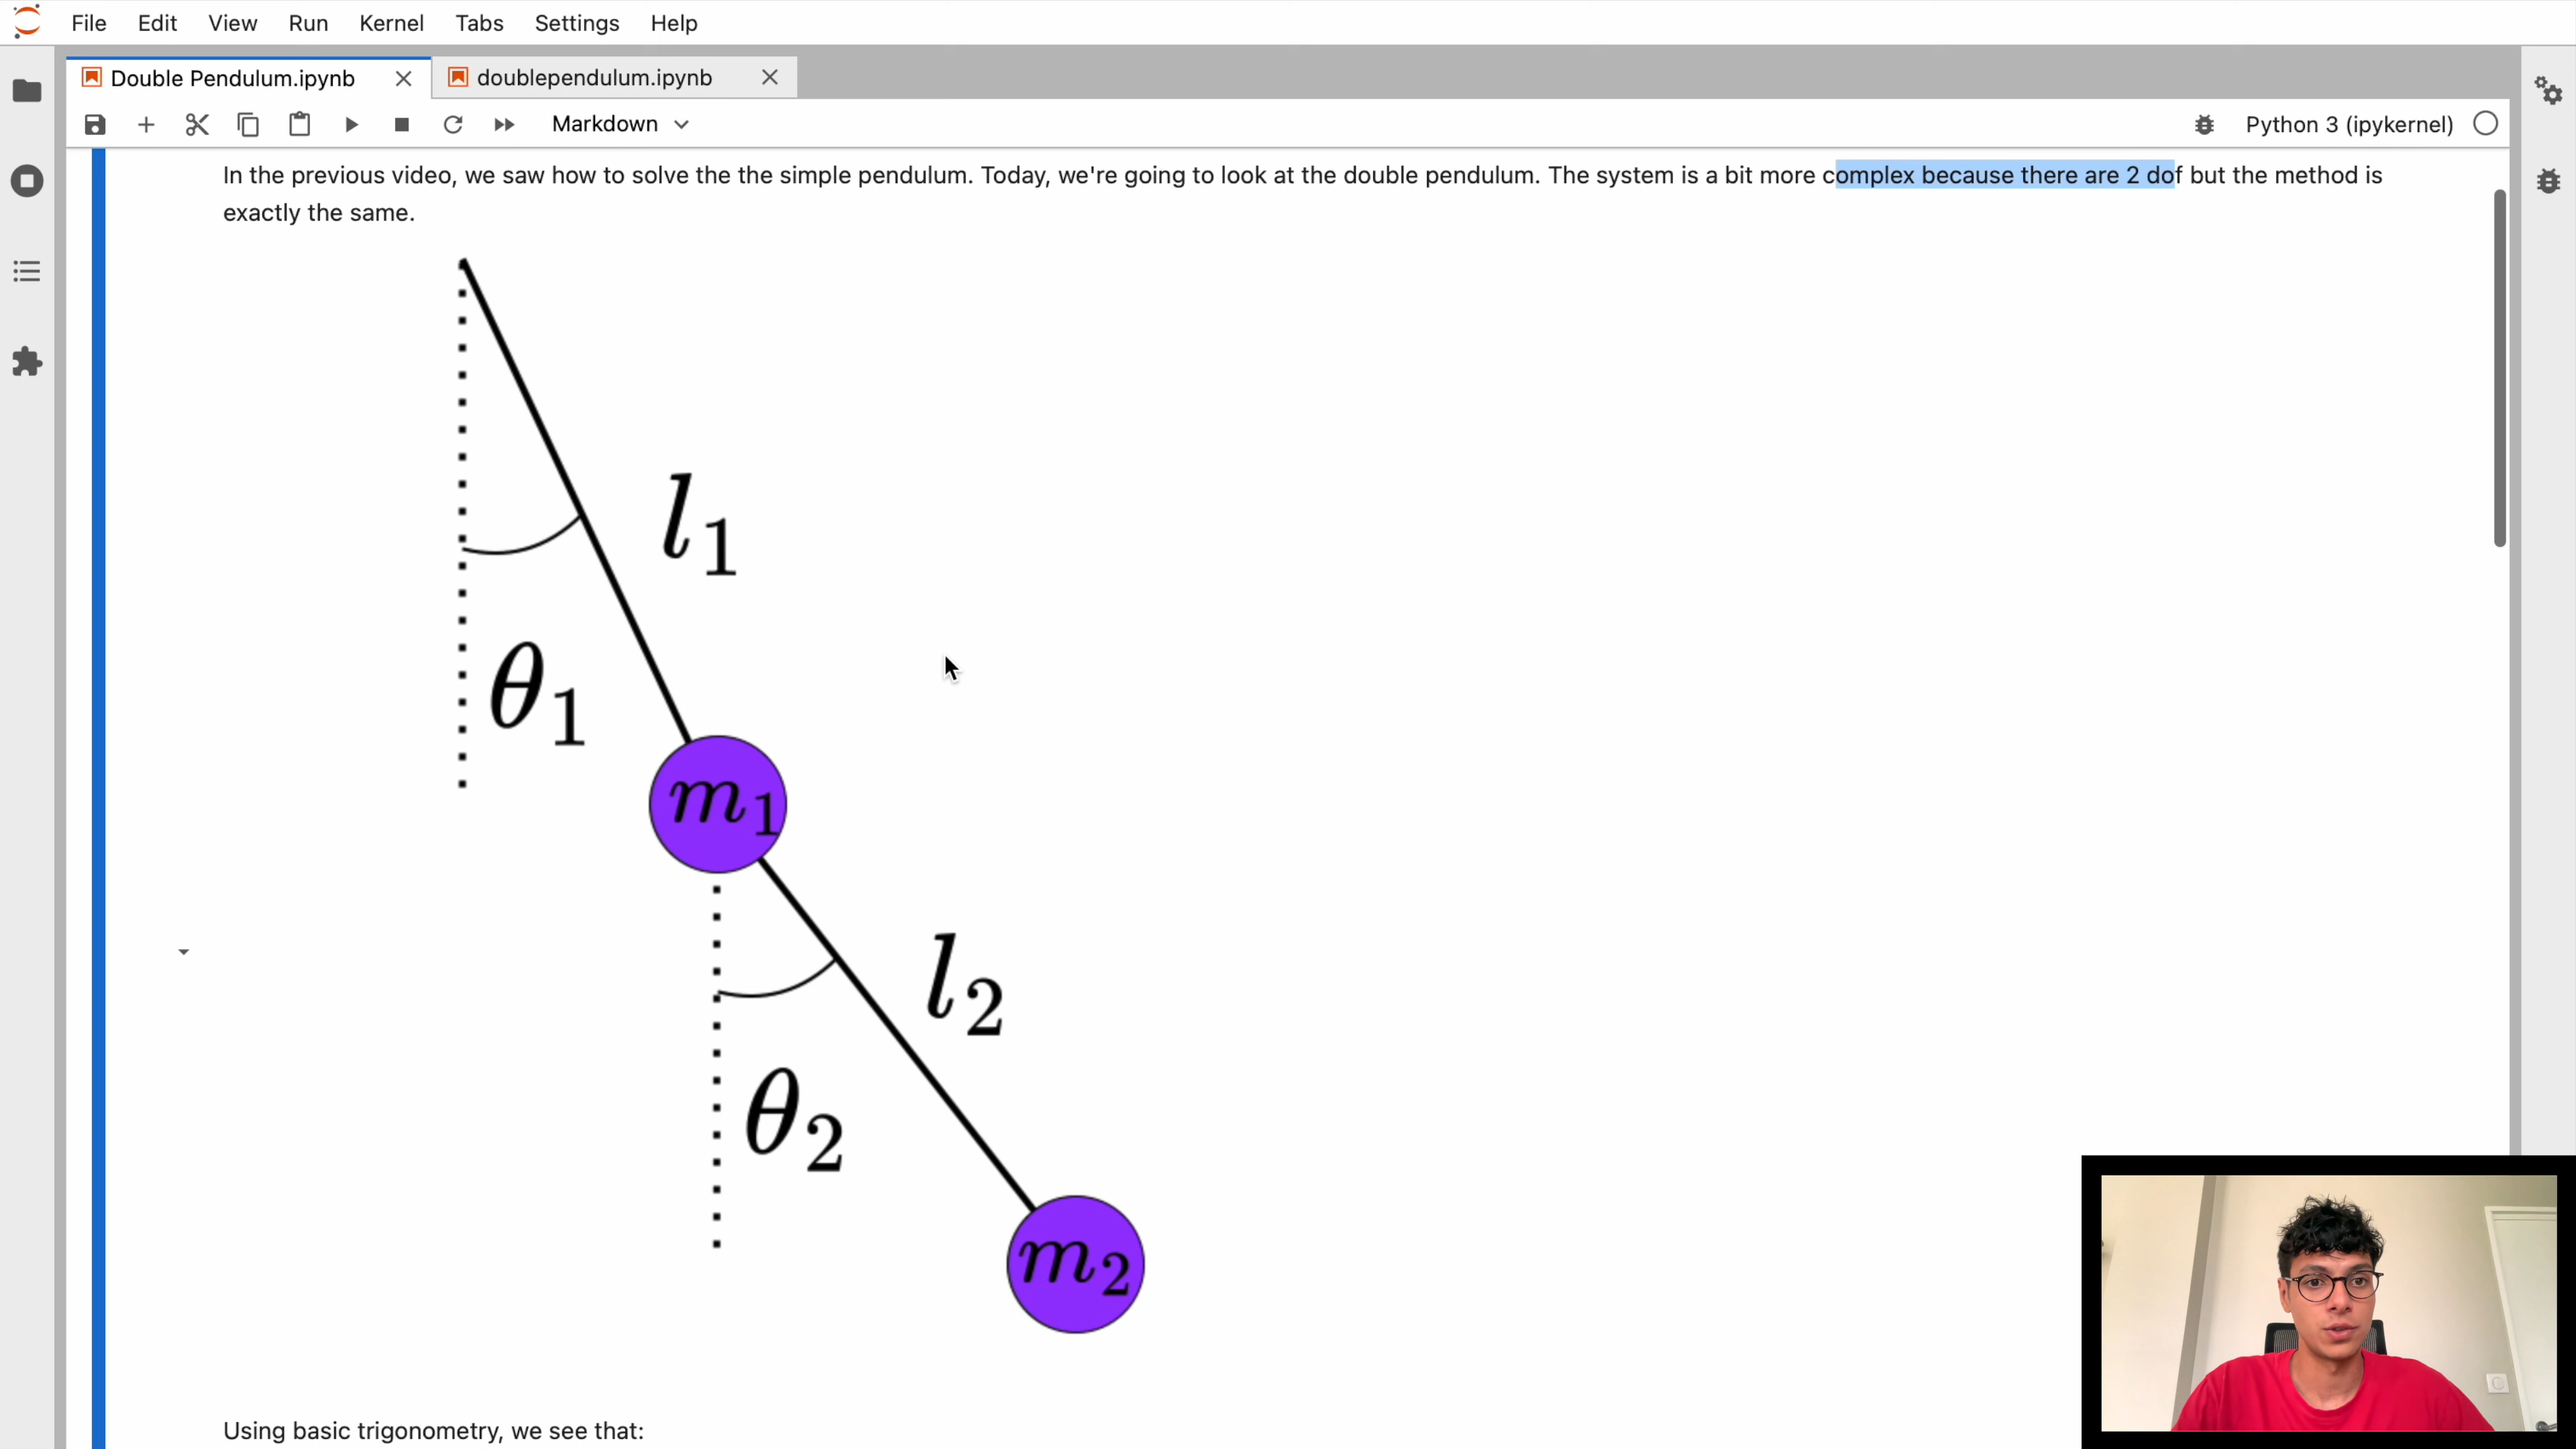 File Edit View Run Kernel Tabs Settings Help
Double Pendulum.ipynb
doublependulum.ipynb
Markdown
Python 3 (ipykernel)
In the previous video, we saw how to solve the the simple pendulum. Today, we're going to look at the double pendulum. The system is a bit more complex because there are 2 dof but the method is
exactly the same.
l₁
θ₁
m₁
l₂
θ₂
m₂
Using basic trigonometry, we see that: